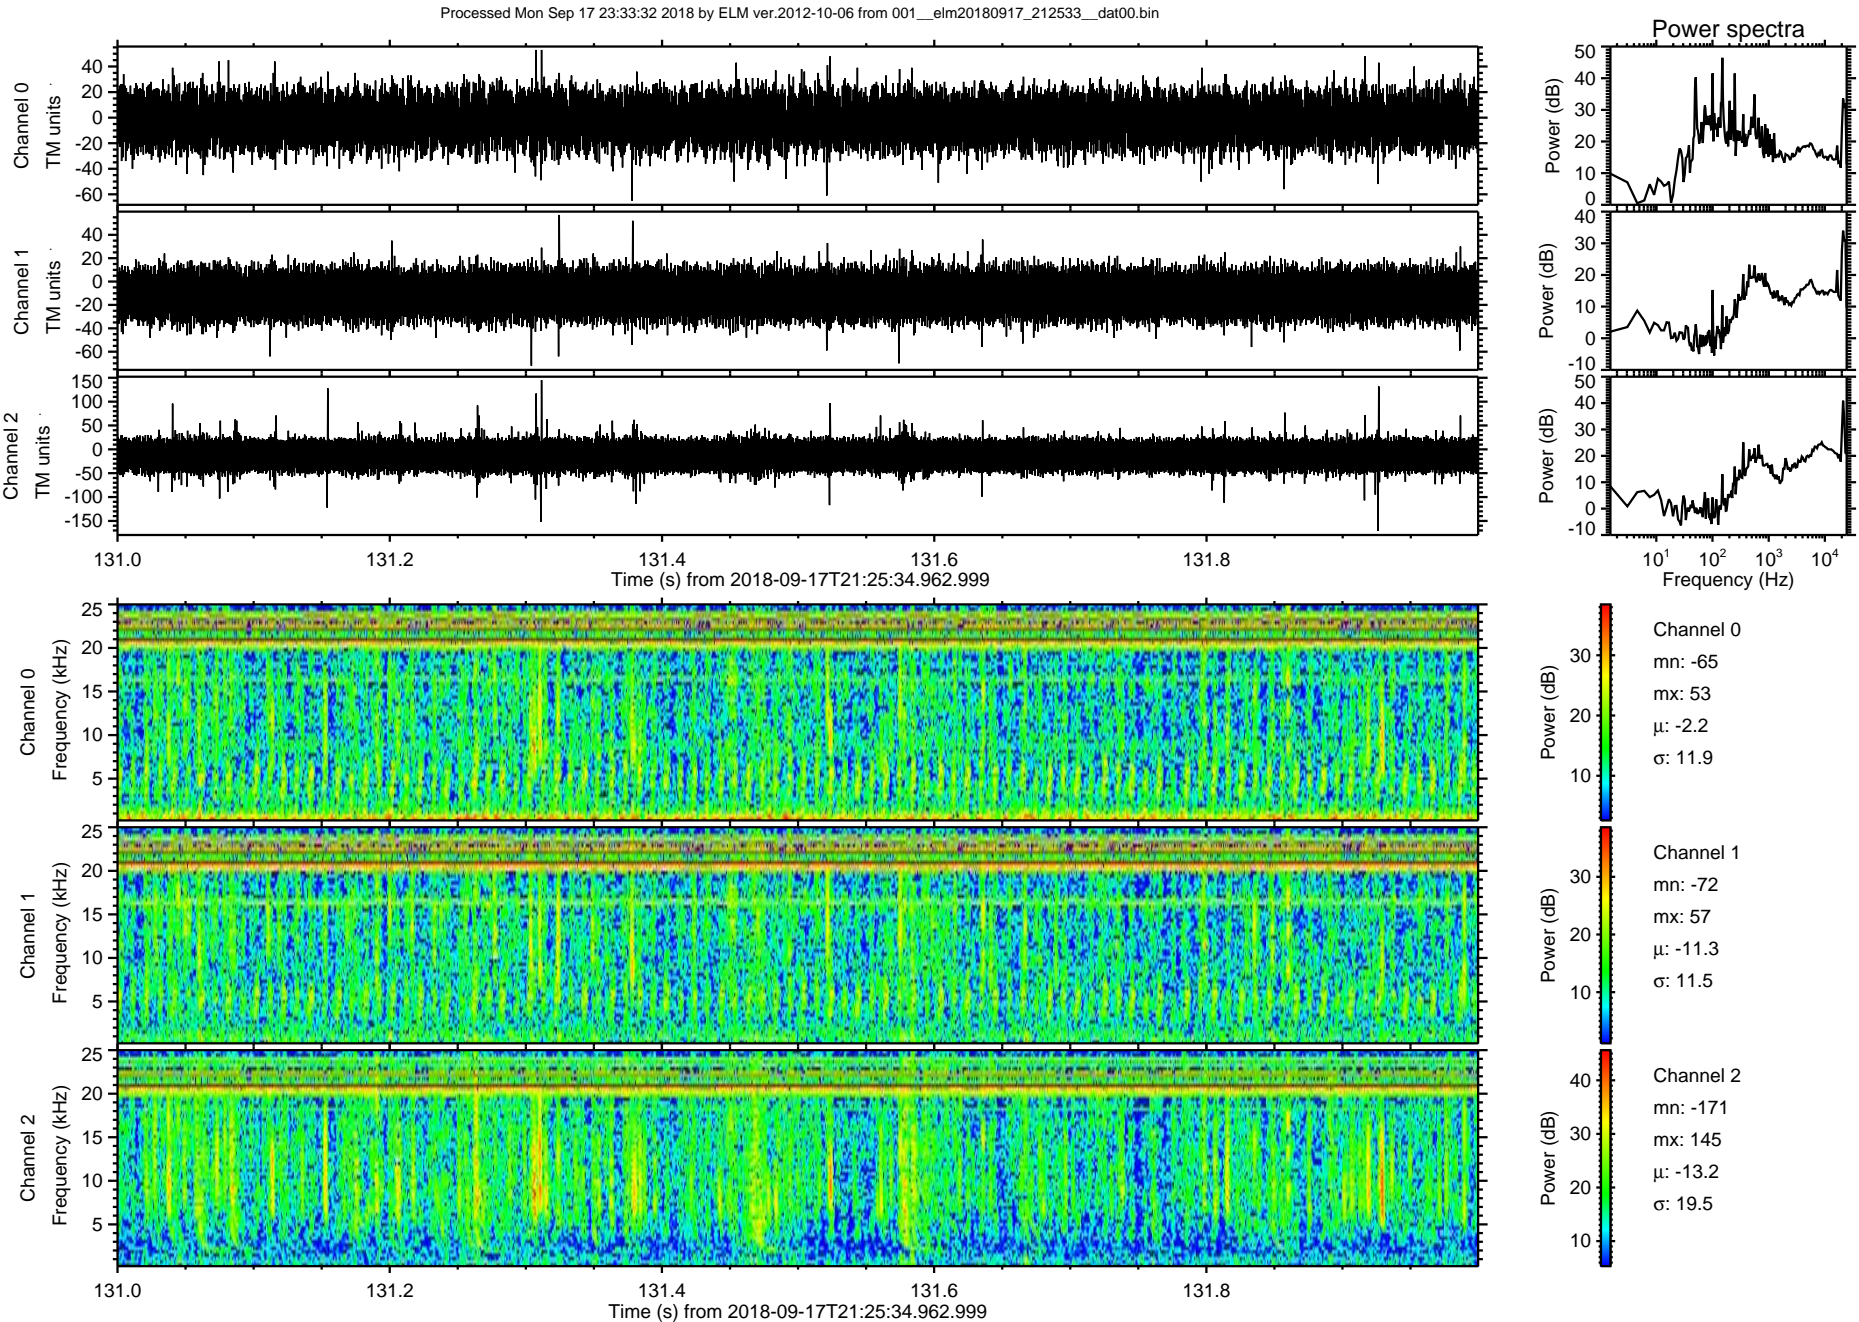 Processed Mon Sep 17 23:33:32 2018 by ELM ver.2012-10-06 from 001__elm20180917_212533__dat00.bin
Power spectra
Channel 0
TM units
40
20
0
-20
-40
-60
Power (dB)
50
40
30
20
10
0
Channel 1
TM units
40
20
0
-20
-40
-60
Power (dB)
40
30
20
10
0
-10
Channel 2
TM units
150
100
50
0
-50
-100
-150
Power (dB)
50
40
30
20
10
0
-10
131.0 131.2 131.4 131.6 131.8
Time (s) from 2018-09-17T21:25:34.962.999
10¹ 10² 10³ 10⁴
Frequency (Hz)
Channel 0
Frequency (kHz)
25
20
15
10
5
Power (dB)
30
20
10
Channel 0
mn: -65
mx: 53
μ: -2.2
σ: 11.9
Channel 1
Frequency (kHz)
25
20
15
10
5
Power (dB)
30
20
10
Channel 1
mn: -72
mx: 57
μ: -11.3
σ: 11.5
Channel 2
Frequency (kHz)
25
20
15
10
5
Power (dB)
40
30
20
10
Channel 2
mn: -171
mx: 145
μ: -13.2
σ: 19.5
131.0 131.2 131.4 131.6 131.8
Time (s) from 2018-09-17T21:25:34.962.999